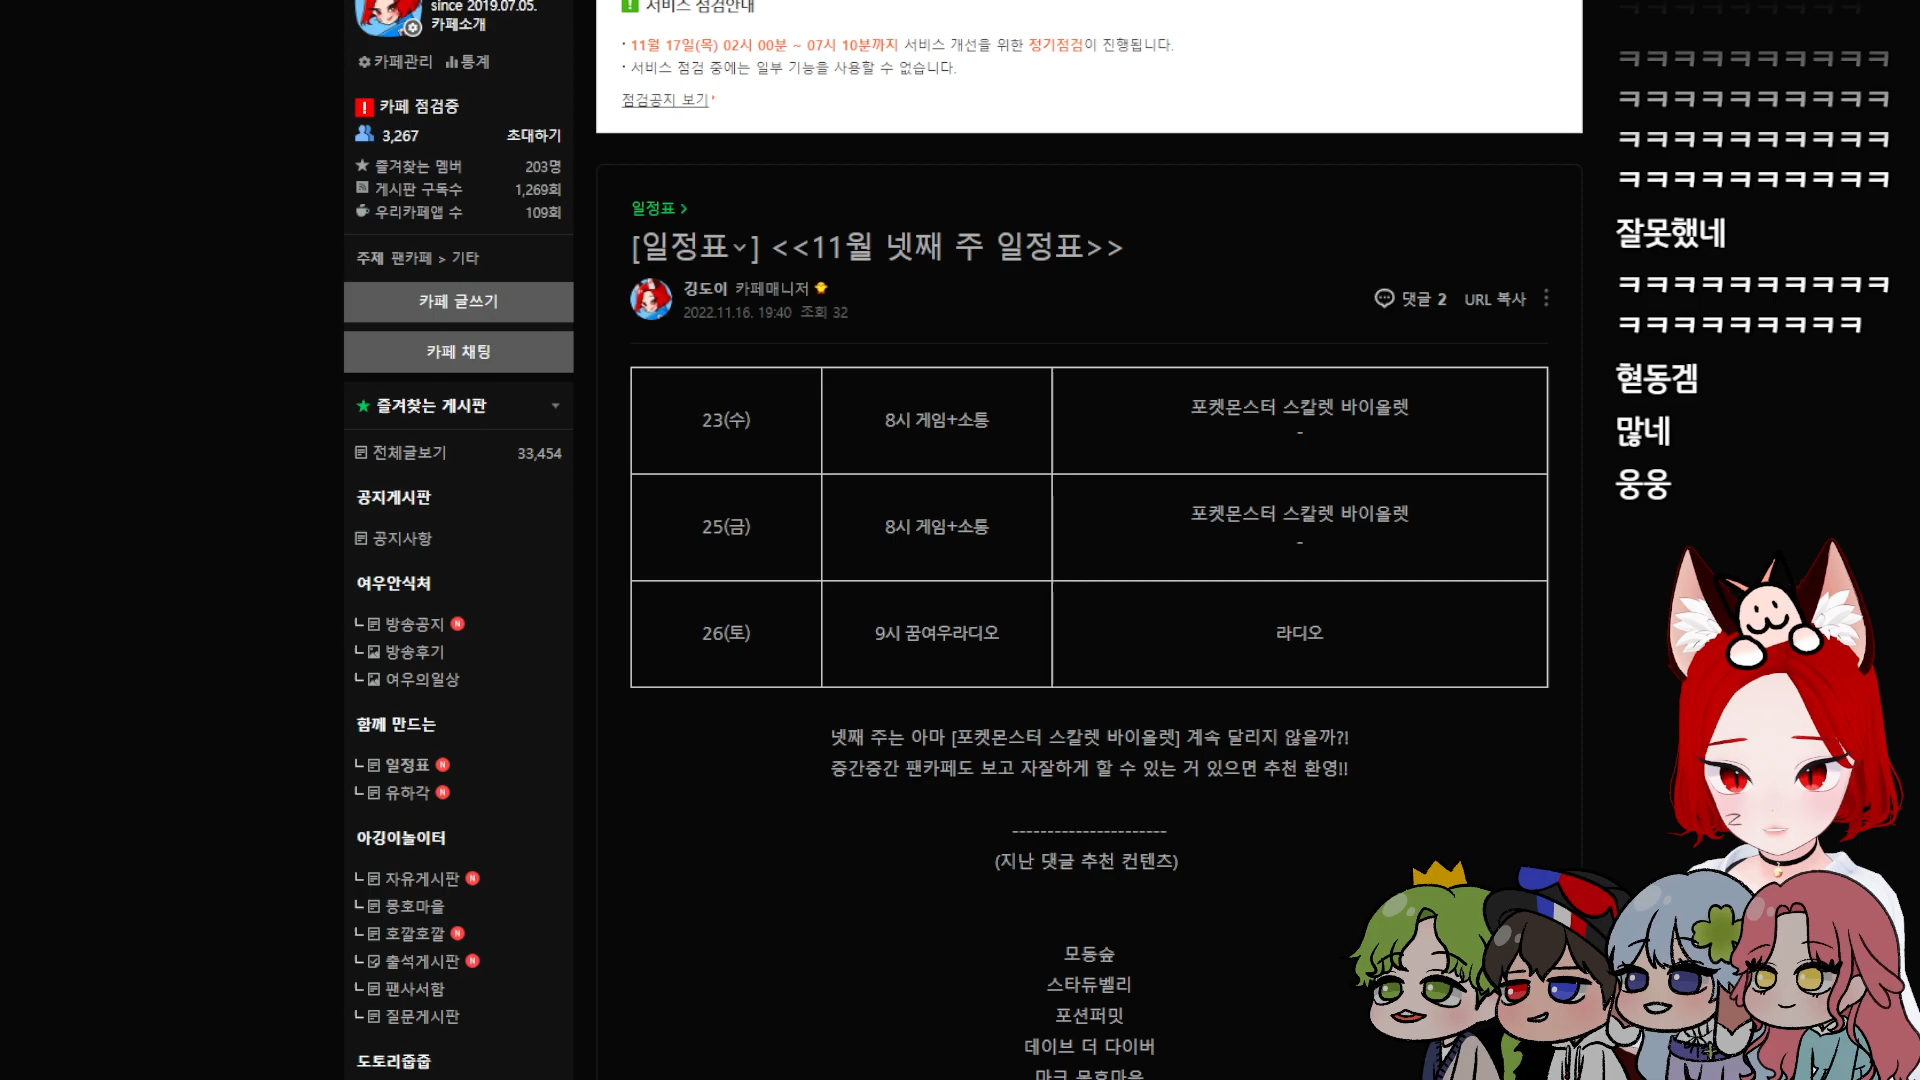 since 2019.07.05.
카페소개
카페관리 통계
카페 점검중
3,267 초대하기
즐겨찾는 멤버 203명
게시판 구독수 1,269회
우리카페앱 수 109회
주제 팬카페 > 기타
카페 글쓰기
카페 채팅
즐겨찾는 게시판
전체글보기 33,454
공지게시판
공지사항
여우안식처
방송공지 N
방송후기
여우의일상
함께 만드는
일정표 N
유하각 N
아깅이놀이터
자유게시판 N
몽호마을
호깔호깔 N
출석게시판 N
팬사서함
질문게시판
도토리줍줍
서비스 점검안내
· 11월 17일(목) 02시 00분 ~ 07시 10분까지 서비스 개선을 위한 정기점검이 진행됩니다.
· 서비스 점검 중에는 일부 기능을 사용할 수 없습니다.
점검공지 보기
일정표 >
[일정표] <<11월 넷째 주 일정표>>
깅도이 카페매니저
2022.11.16. 19:40 조회 32
댓글 2 URL 복사
23(수) 8시 게임+소통 포켓몬스터 스칼렛 바이올렛
-
25(금) 8시 게임+소통 포켓몬스터 스칼렛 바이올렛
-
26(토) 9시 꿈여우라디오 라디오
넷째 주는 아마 [포켓몬스터 스칼렛 바이올렛] 계속 달리지 않을까?!
중간중간 팬카페도 보고 자잘하게 할 수 있는 거 있으면 추천 환영!!
----------------------
(지난 댓글 추천 컨텐츠)
모동숲
스타듀벨리
포션퍼밋
데이브 더 다이버
마크 몽호마을
ㅋㅋㅋㅋㅋㅋㅋㅋㅋㅋ
ㅋㅋㅋㅋㅋㅋㅋㅋㅋㅋ
ㅋㅋㅋㅋㅋㅋㅋㅋㅋㅋ
ㅋㅋㅋㅋㅋㅋㅋㅋㅋㅋ
잘못했네
ㅋㅋㅋㅋㅋㅋㅋㅋㅋㅋ
ㅋㅋㅋㅋㅋㅋㅋㅋㅋ
혇동겜
많네
웅웅